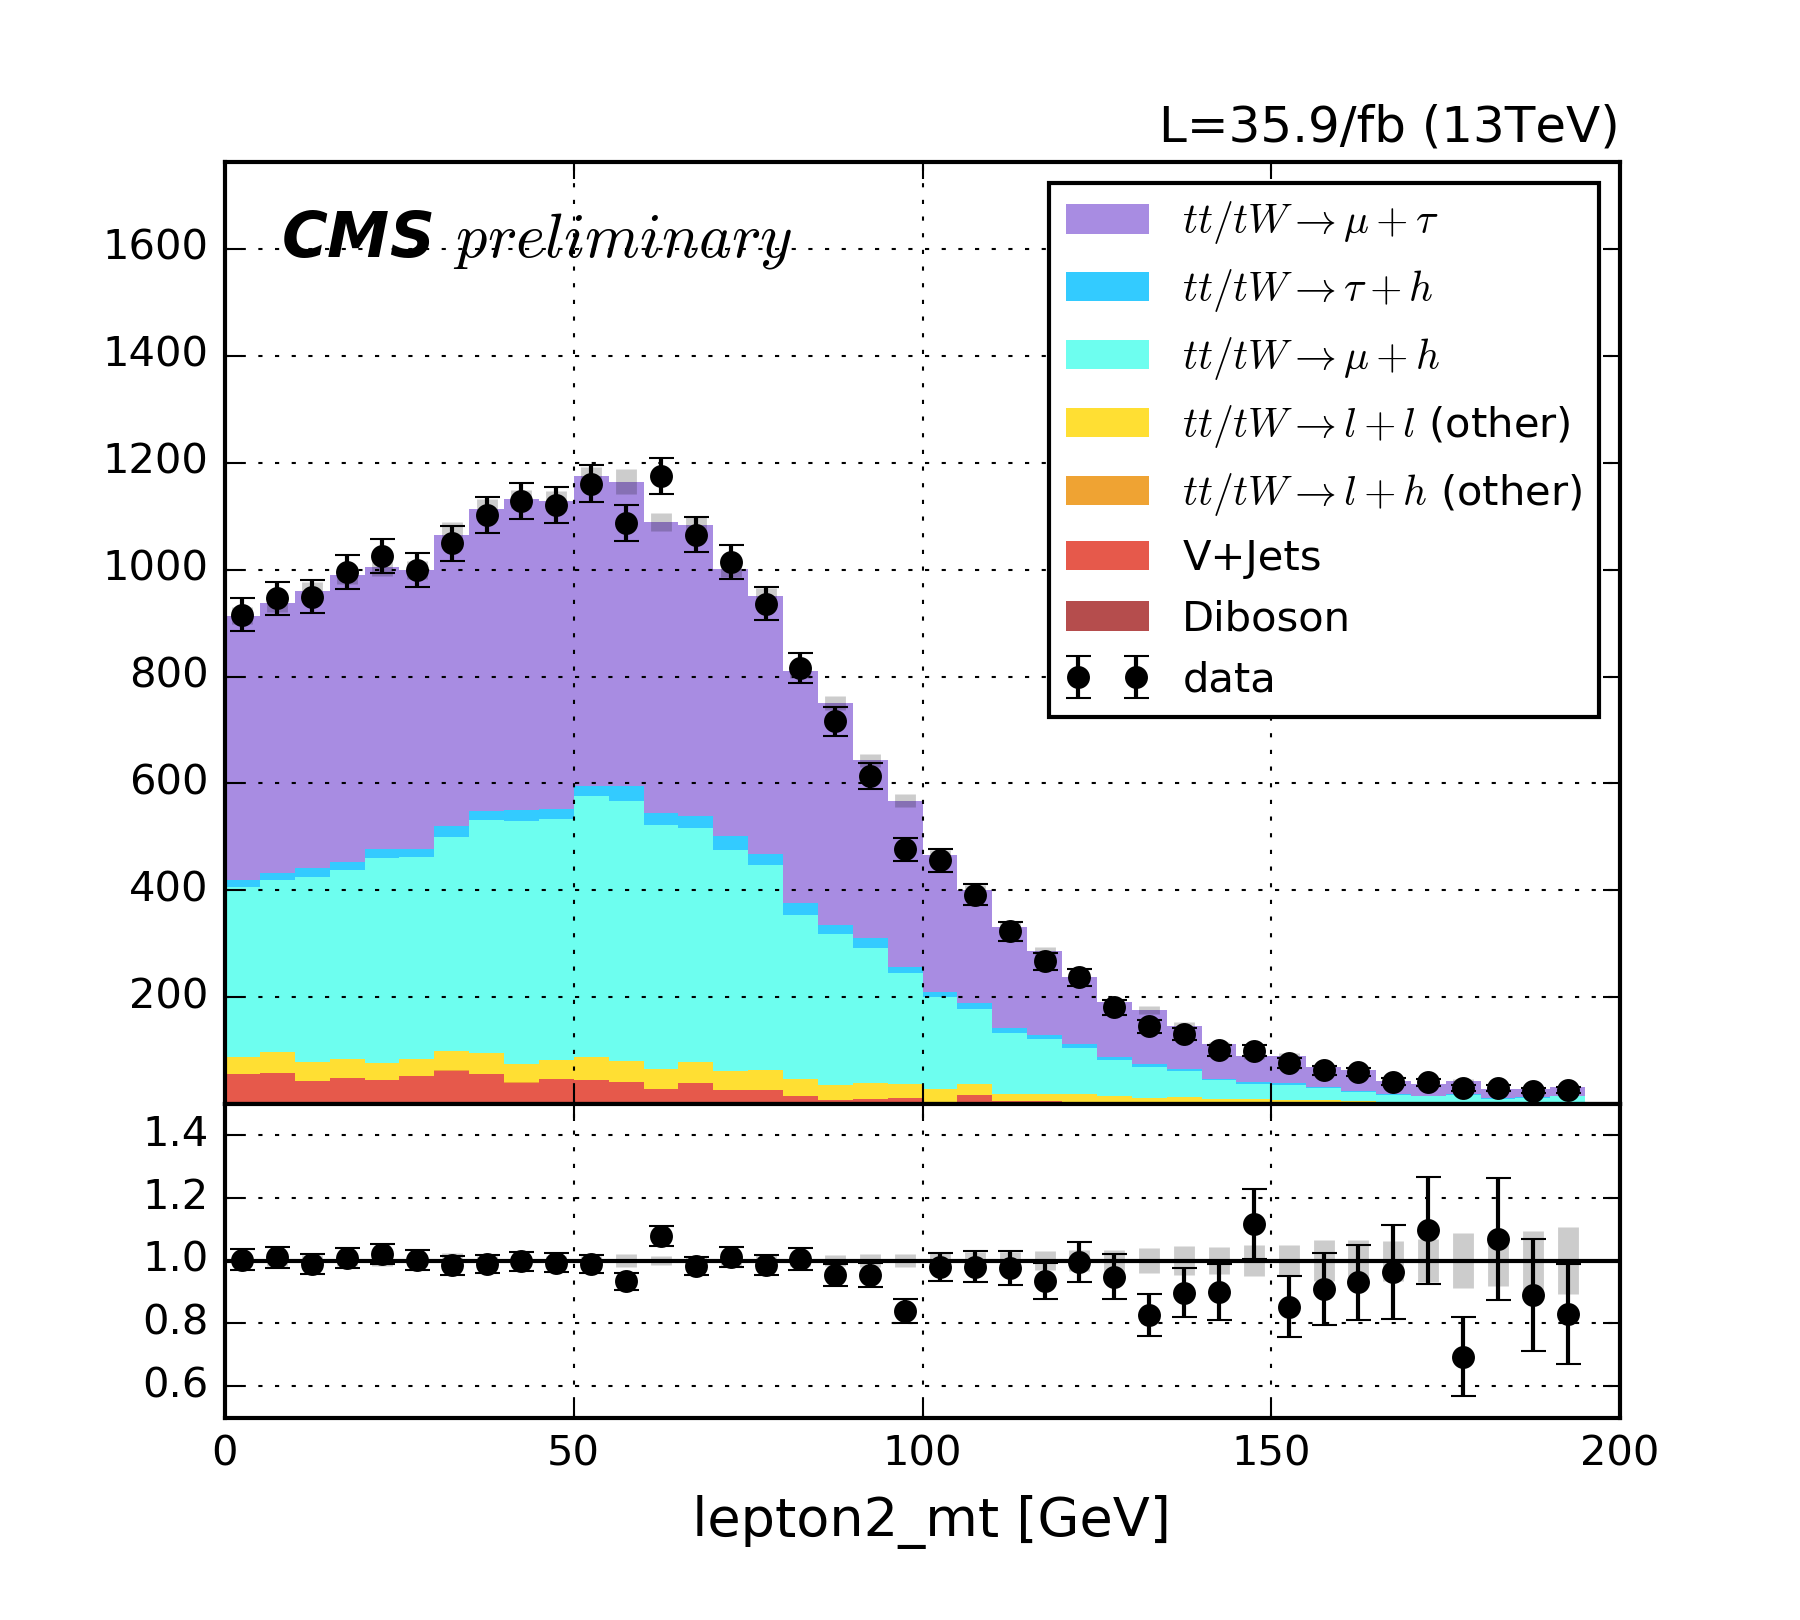 L=35.9/fb (13TeV)
CMS preliminary
1600
1400
1200
1000
800
600
400
200
tt/tW → μ + τ
tt/tW → τ + h
tt/tW → μ + h
tt/tW → l + l (other)
tt/tW → l + h (other)
V+Jets
Diboson
data
1.4
1.2
1.0
0.8
0.6
0 50 100 150 200
lepton2_mt [GeV]